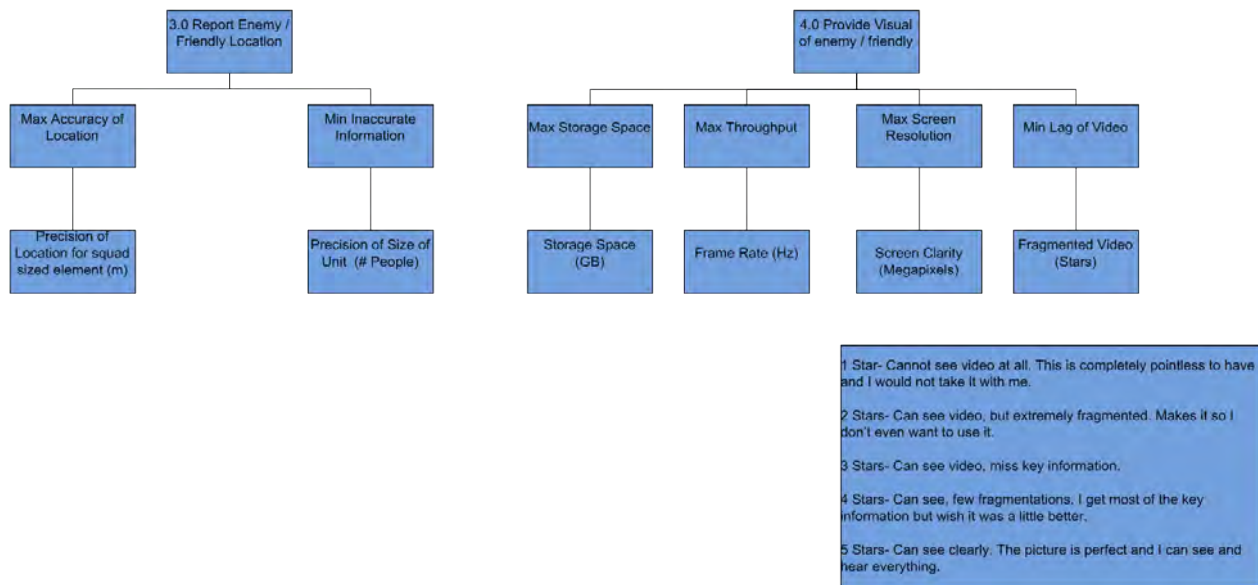 3.0 Report Enemy /
Friendly Location
4.0 Provide Visual
of enemy / friendly
Max Accuracy of
Location
Min Inaccurate
Information
Max Storage Space
Max Throughput
Max Screen
Resolution
Min Lag of Video
Precision of
Location for squad
sized element (m)
Precision of Size of
Unit (# People)
Storage Space
(GB)
Frame Rate (Hz)
Screen Clarity
(Megapixels)
Fragmented Video
(Stars)
1 Star- Cannot see video at all. This is completely pointless to have
and I would not take it with me.
2 Stars- Can see video, but extremely fragmented. Makes it so I
don't even want to use it.
3 Stars- Can see video, miss key information.
4 Stars- Can see, few fragmentations. I get most of the key
information but wish it was a little better.
5 Stars- Can see clearly. The picture is perfect and I can see and
hear everything.